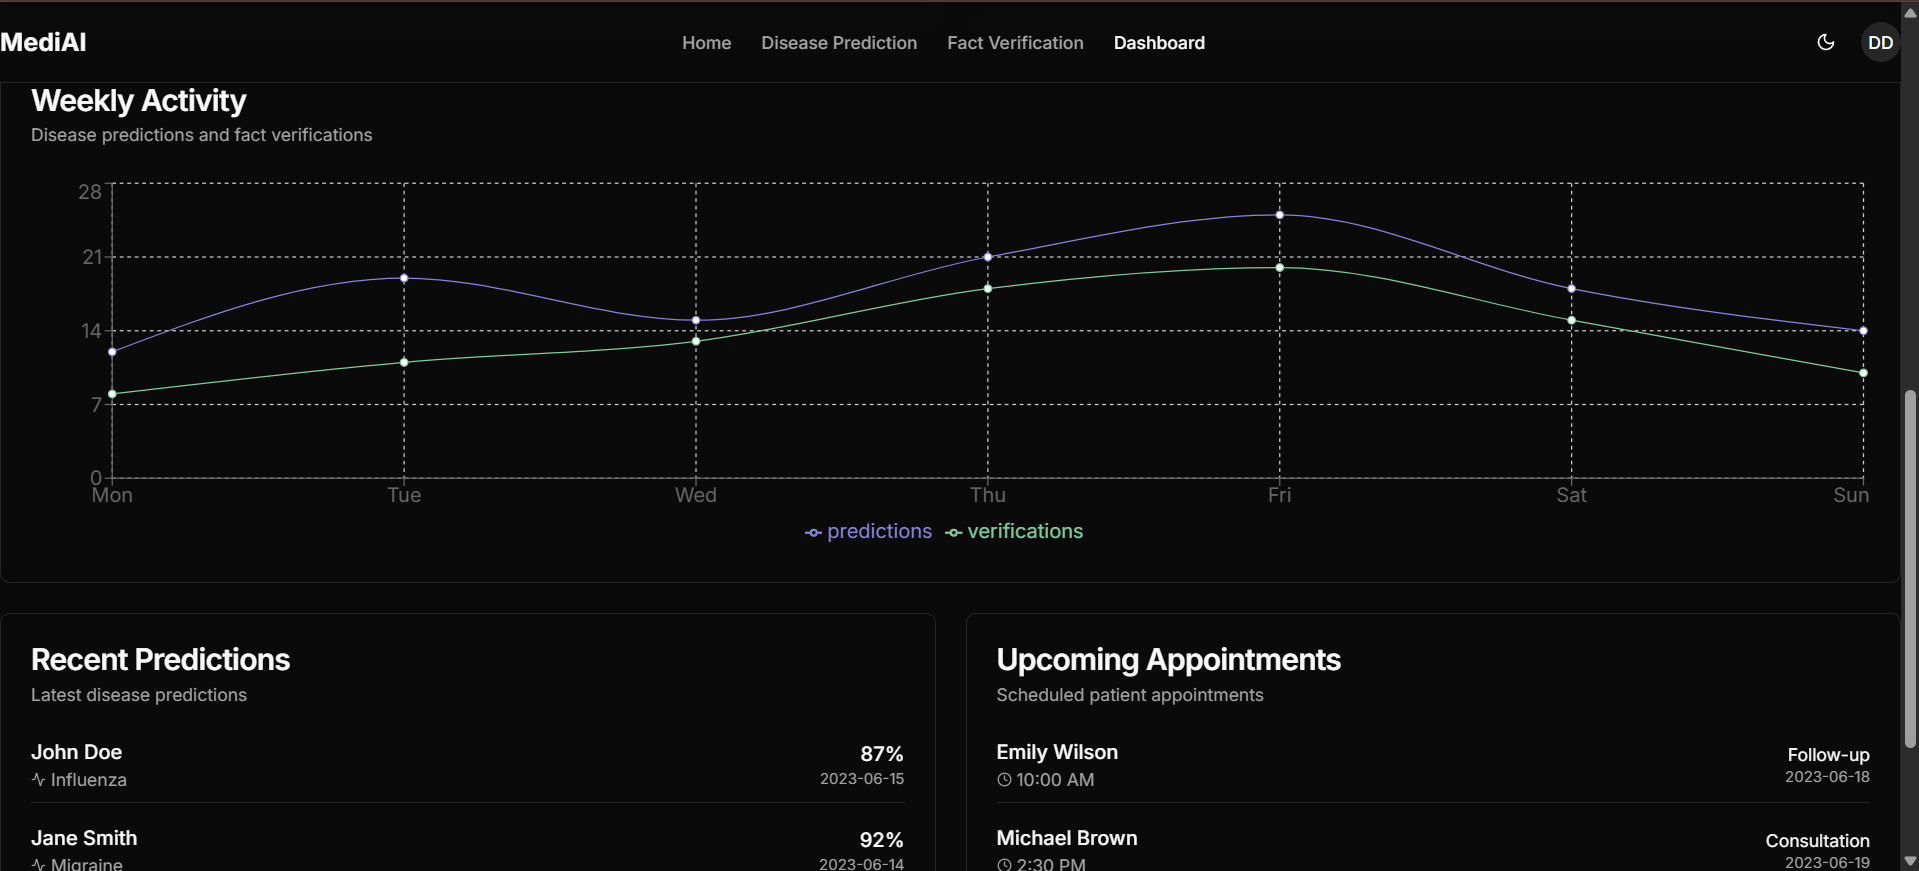 MediAI
Home Disease Prediction Fact Verification Dashboard
DD
Weekly Activity
Disease predictions and fact verifications
28
21
14
7
0
Mon Tue Wed Thu Fri Sat Sun
predictions verifications
Recent Predictions
Latest disease predictions
John Doe 87%
Influenza 2023-06-15
Jane Smith 92%
Migraine 2023-06-14
Upcoming Appointments
Scheduled patient appointments
Emily Wilson Follow-up
10:00 AM 2023-06-18
Michael Brown Consultation
2:30 PM 2023-06-19